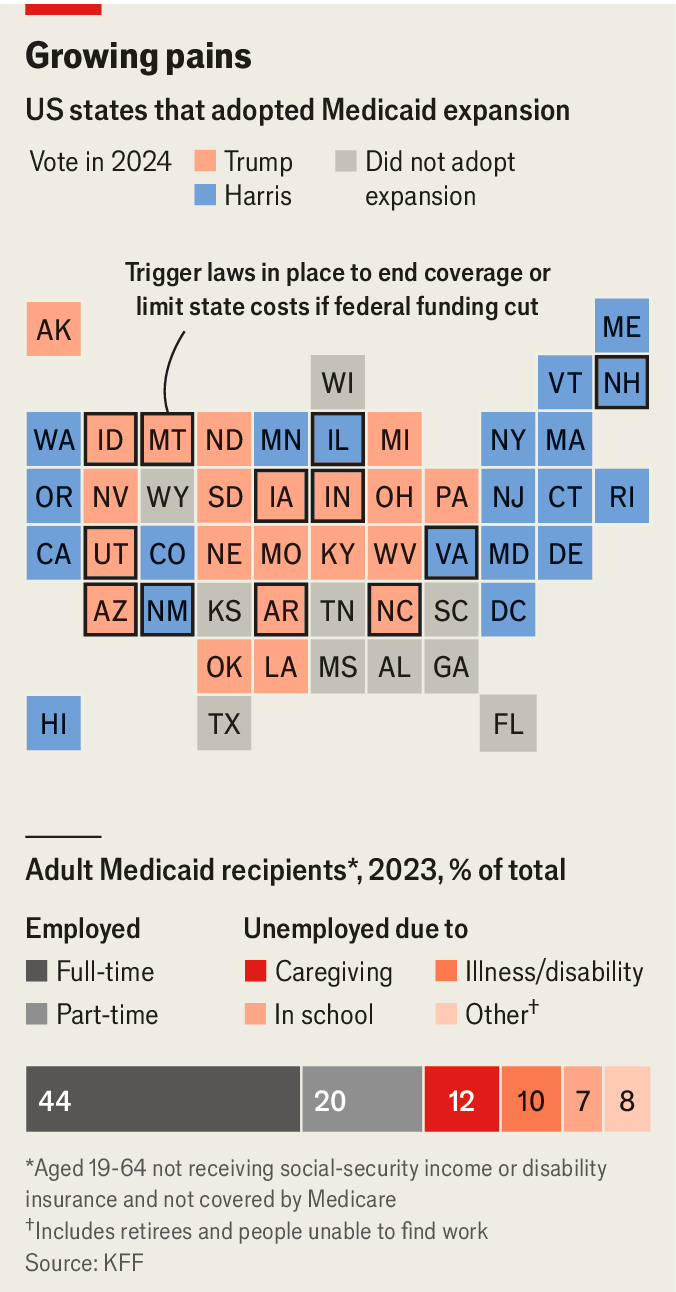 Growing pains
US states that adopted Medicaid expansion
Vote in 2024 Trump Did not adopt
Harris expansion
Trigger laws in place to end coverage or
limit state costs if federal funding cut
AK ME
WI VT NH
WA ID MT ND MN IL MI NY MA
OR NV WY SD IA IN OH PA NJ CT RI
CA UT CO NE MO KY WV VA MD DE
AZ NM KS AR TN NC SC DC
OK LA MS AL GA
HI TX FL
Adult Medicaid recipients*, 2023, % of total
Employed Unemployed due to
Full-time Caregiving Illness/disability
Part-time In school Other†
44 20 12 10 7 8
*Aged 19-64 not receiving social-security income or disability
insurance and not covered by Medicare
†Includes retirees and people unable to find work
Source: KFF